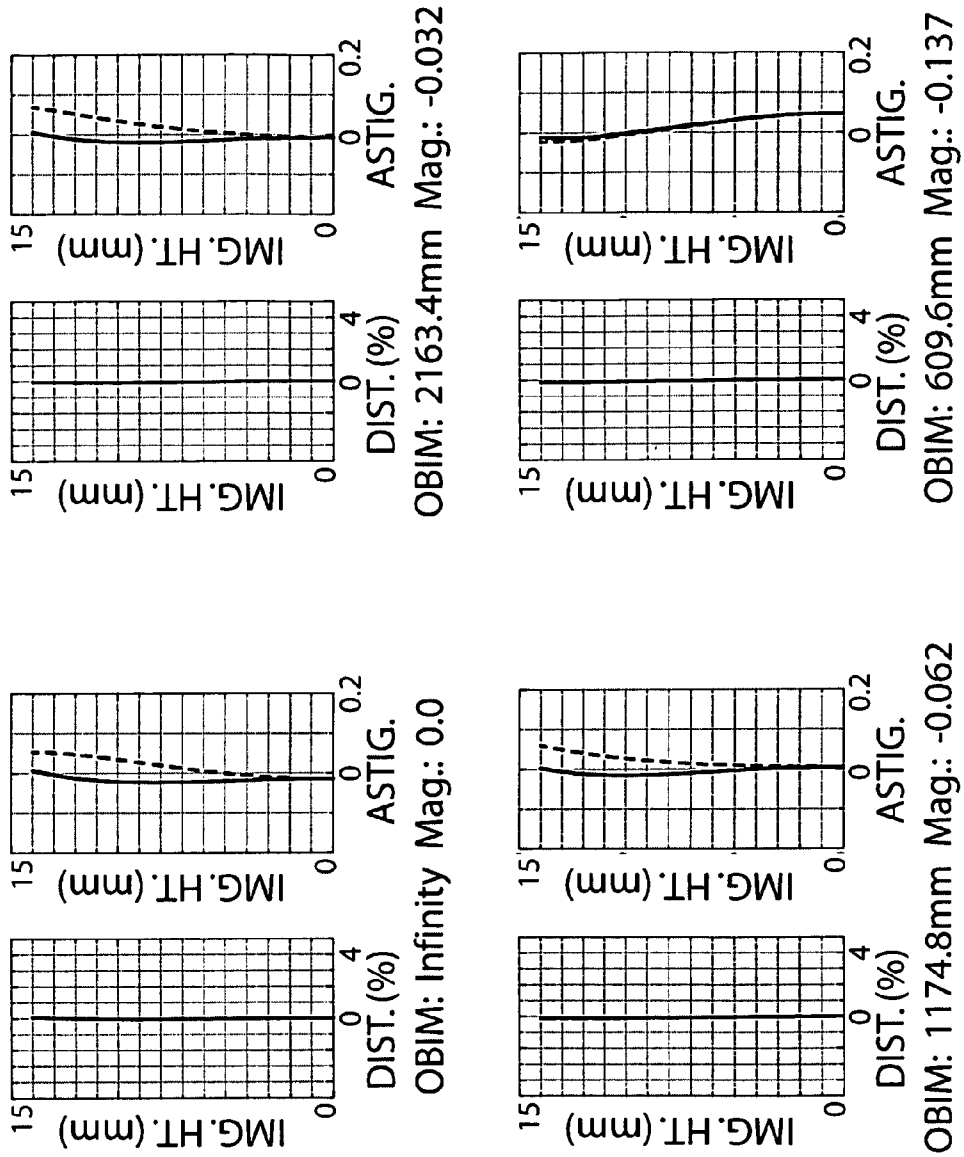 15
IMG. HT. (mm)
0
0
4
DIST. (%)
15
IMG. HT. (mm)
0
0
0.2
ASTIG.
OBIM: Infinity Mag.: 0.0
15
IMG. HT. (mm)
0
0
4
DIST. (%)
15
IMG. HT. (mm)
0
0
0.2
ASTIG.
OBIM: 2163.4mm Mag.: -0.032
15
IMG. HT. (mm)
0
0
4
DIST. (%)
15
IMG. HT. (mm)
0
0
0.2
ASTIG.
OBIM: 1174.8mm Mag.: -0.062
15
IMG. HT. (mm)
0
0
4
DIST. (%)
15
IMG. HT. (mm)
0
0
0.2
ASTIG.
OBIM: 609.6mm Mag.: -0.137